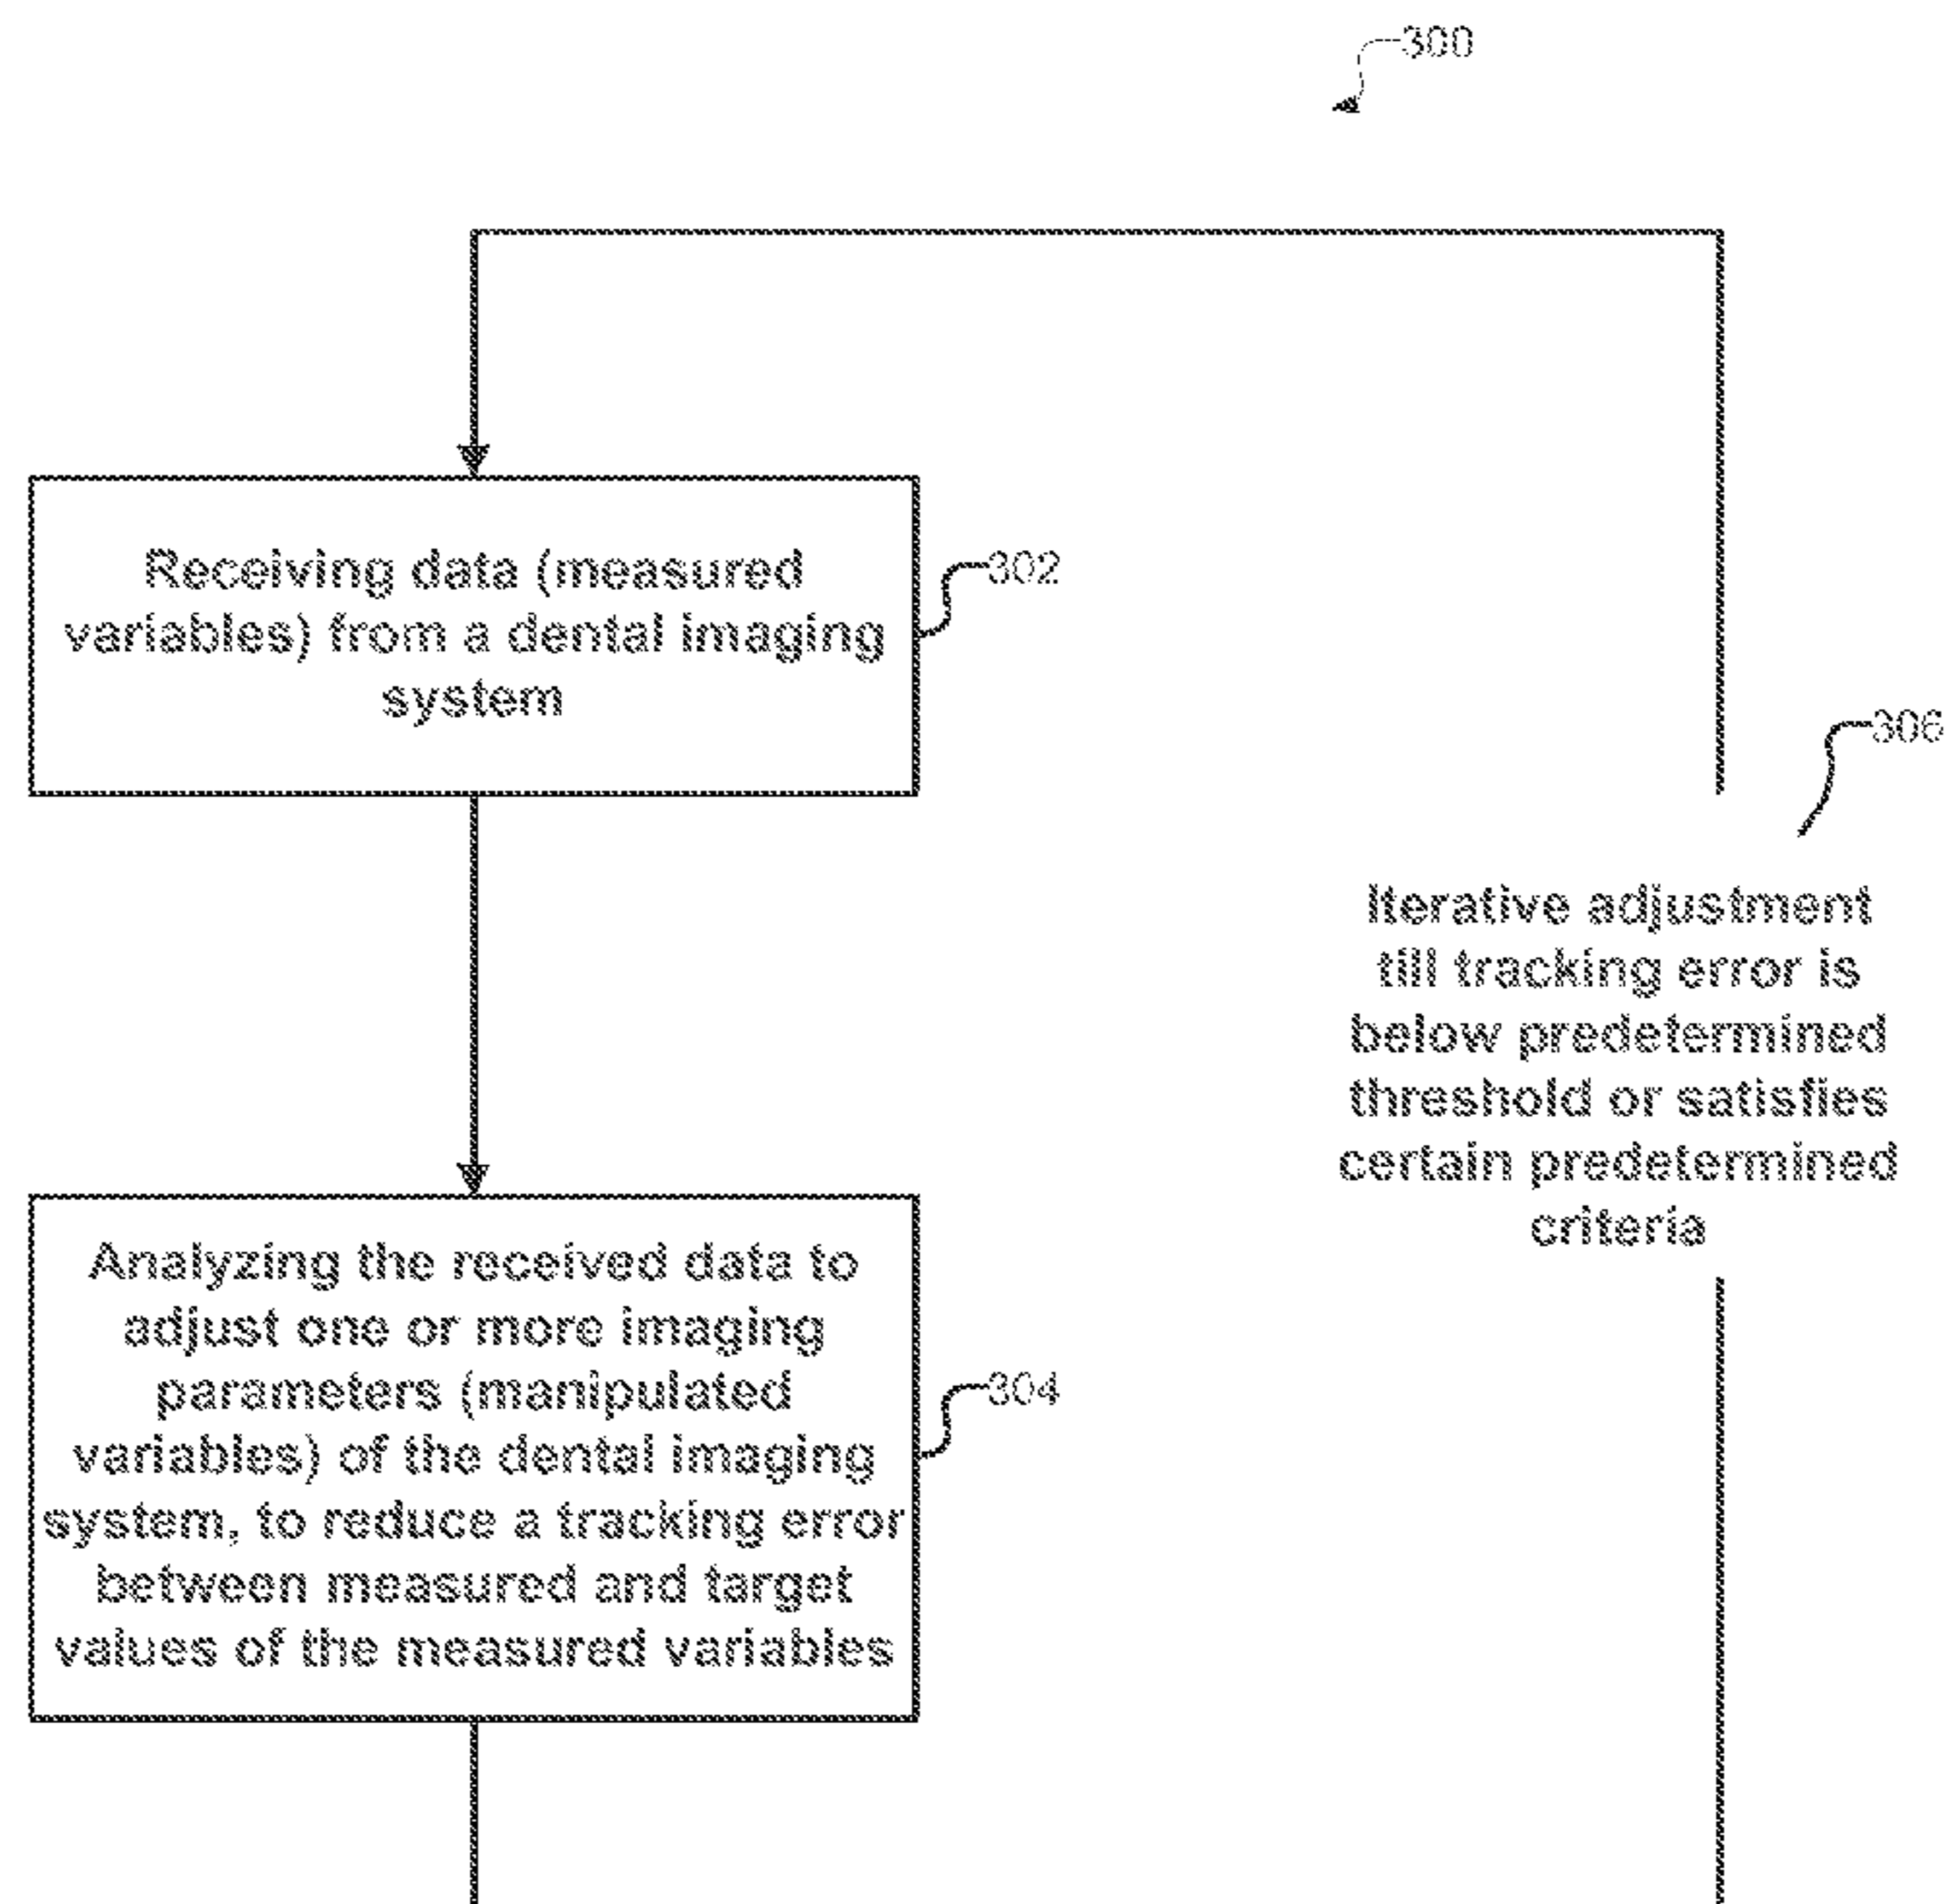 300
Receiving data (measured
variables) from a dental imaging
system
302
306
Iterative adjustment
till tracking error is
below predetermined
threshold or satisfies
certain predetermined
criteria
Analyzing the received data to
adjust one or more imaging
parameters (manipulated
variables) of the dental imaging
system, to reduce a tracking error
between measured and target
values of the measured variables
304